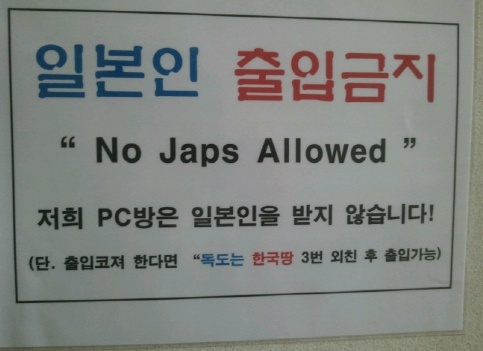 일본인 출입금지
“ No Japs Allowed ”
저희 PC방은 일본인을 받지 않습니다!
(단. 출입코져 한다면 “독도는 한국땅 3번 외친 후 출입가능)